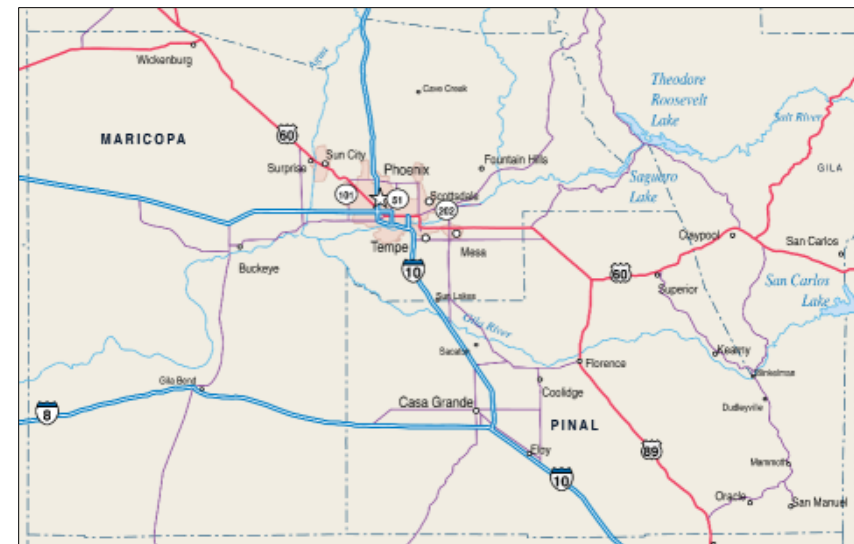 Wickenburg
Cave Creek
Agua
Theodore
Roosevelt
Lake
Salt River
MARICOPA
60
Surprise
Sun City
Phoenix
Fountain Hills
GILA
Saguaro
Lake
101
51
Scottsdale
202
Tempe
Mesa
Claypool
San Carlos
Buckeye
10
60
Superior
San Carlos
Lake
Sun Lakes
Gila River
Sacaton
Kearny
Florence
Winkelman
Gila Bend
Casa Grande
Coolidge
Dudleyville
8
PINAL
Eloy
89
Mammoth
10
Oracle
San Manuel